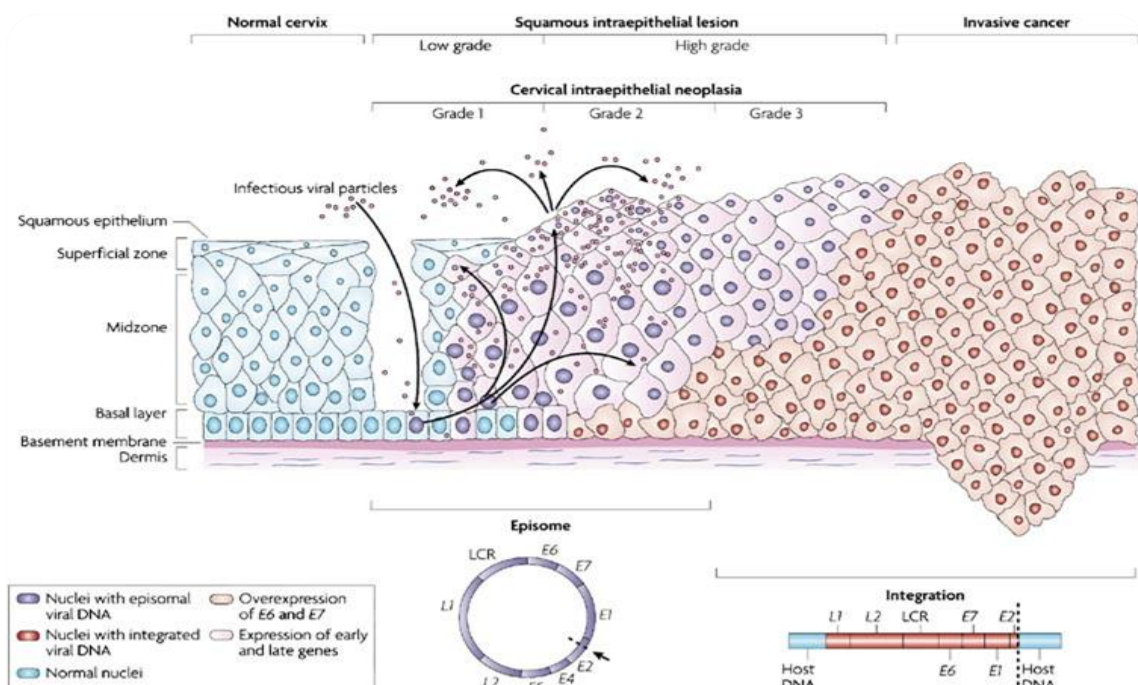 Normal cervix
Squamous intraepithelial lesion
Invasive cancer
Low grade
High grade
Cervical intraepithelial neoplasia
Grade 1
Grade 2
Grade 3
Infectious viral particles
Squamous epithelium
Superficial zone
Midzone
Basal layer
Basement membrane
Dermis
Episome
LCR
E6
E7
E1
E2
E4
L2
L1
Nuclei with episomal
viral DNA
Nuclei with integrated
viral DNA
Normal nuclei
Overexpression
of E6 and E7
Expression of early
and late genes
Integration
L1
L2
LCR
E7
E2
E6
E1
Host
Host